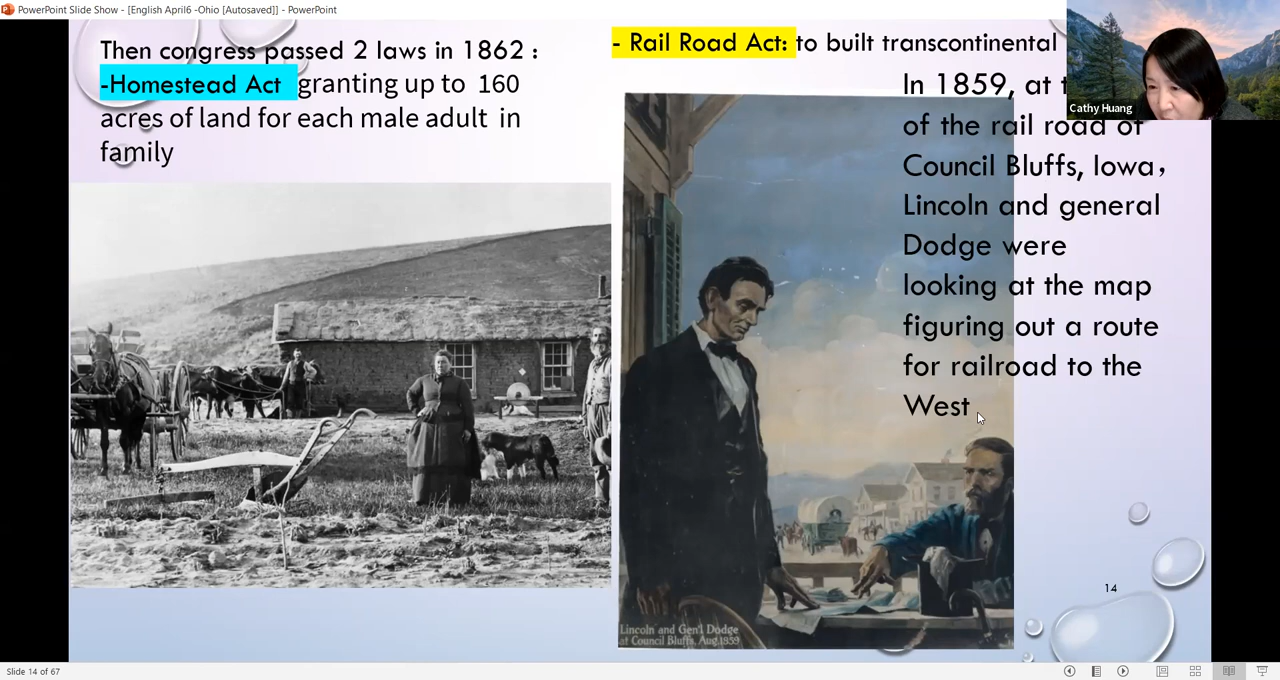 PowerPoint Slide Show - [English April6 -Ohio [Autosaved]] - PowerPoint
Then congress passed 2 laws in 1862 :
-Homestead Act granting up to 160
acres of land for each male adult in
family
- Rail Road Act: to built transcontinental
In 1859, at
of the rail road of
Council Bluffs, Iowa,
Lincoln and general
Dodge were
looking at the map
figuring out a route
for railroad to the
West
Cathy Huang
Lincoln and Gen'l Dodge
at Council Bluffs, Aug. 1859
14
Slide 14 of 67